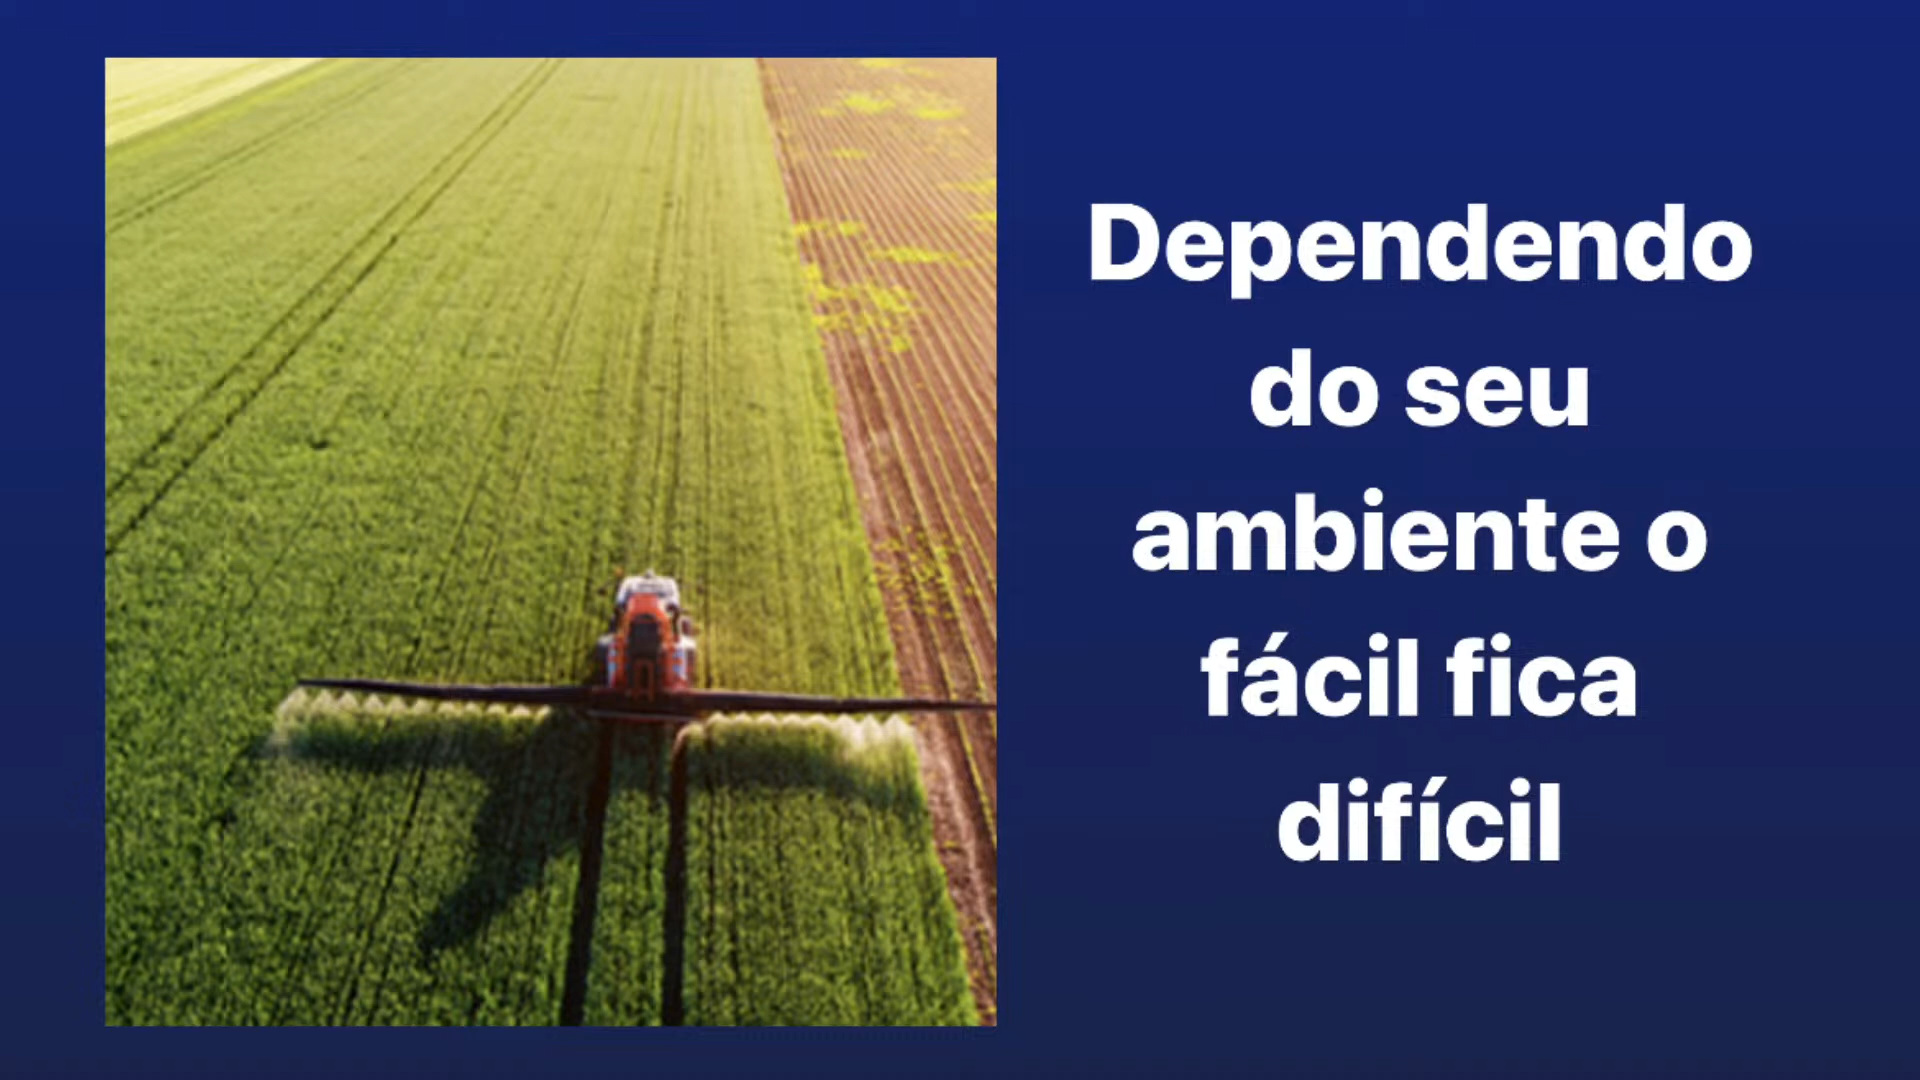 Dependendo
do seu
ambiente o
fácil fica
difícil